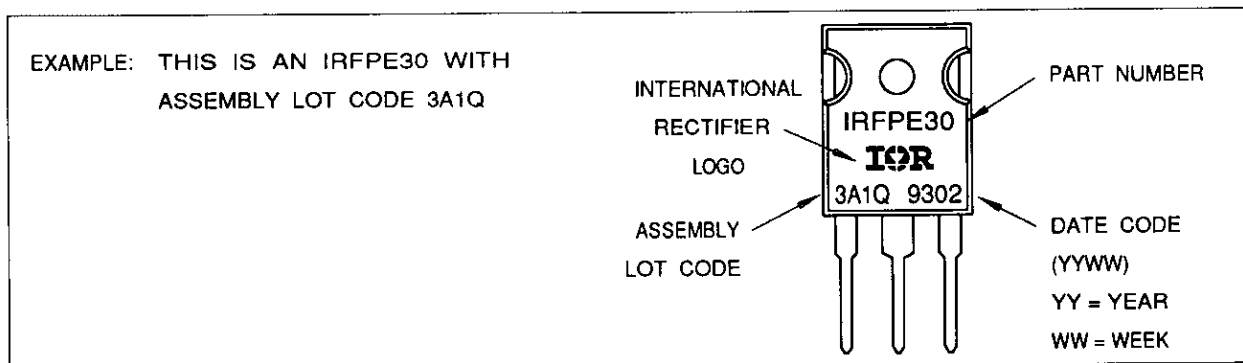 EXAMPLE: THIS IS AN IRFPE30 WITH
ASSEMBLY LOT CODE 3A1Q
INTERNATIONAL
RECTIFIER
LOGO
ASSEMBLY
LOT CODE
IRFPE30
IOR
3A1Q 9302
PART NUMBER
DATE CODE
(YYWW)
YY = YEAR
WW = WEEK